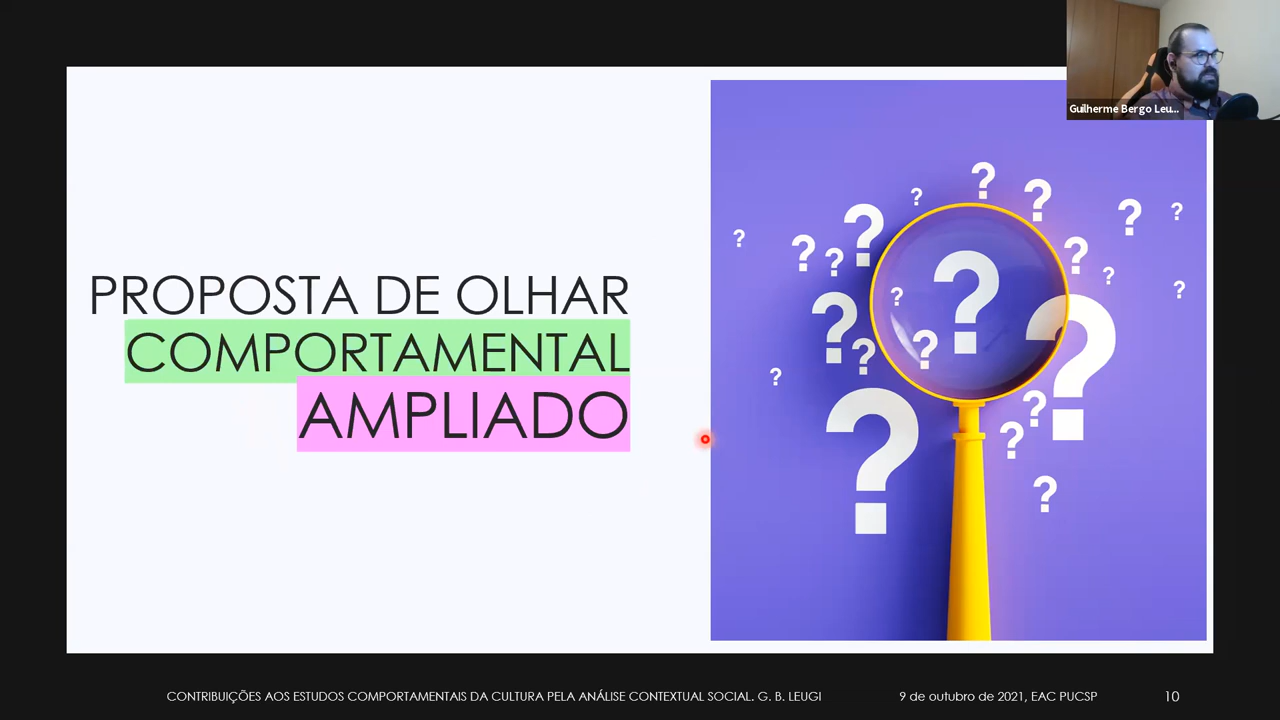 Guilherme Bergo Leu...
PROPOSTA DE OLHAR
COMPORTAMENTAL
AMPLIADO
? ? ? ? ? ? ? ? ? ? ? ? ? ? ? ? ? ? ? ? ? ? ?
CONTRIBUIÇÕES AOS ESTUDOS COMPORTAMENTAIS DA CULTURA PELA ANÁLISE CONTEXTUAL SOCIAL. G. B. LEUGI
9 de outubro de 2021, EAC PUCSP
10